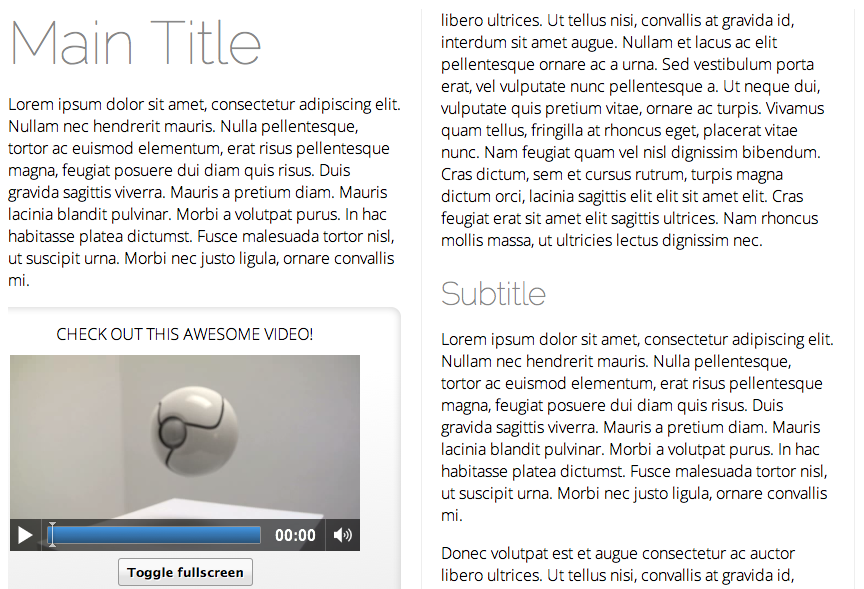 Main Title
Lorem ipsum dolor sit amet, consectetur adipiscing elit.
Nullam nec hendrerit mauris. Nulla pellentesque,
tortor ac euismod elementum, erat risus pellentesque
magna, feugiat posuere dui diam quis risus. Duis
gravida sagittis viverra. Mauris a pretium diam. Mauris
lacinia blandit pulvinar. Morbi a volutpat purus. In hac
habitasse platea dictumst. Fusce malesuada tortor nisl,
ut suscipit urna. Morbi nec justo ligula, ornare convallis
mi.
CHECK OUT THIS AWESOME VIDEO!
00:00
Toggle fullscreen
libero ultrices. Ut tellus nisi, convallis at gravida id,
interdum sit amet augue. Nullam et lacus ac elit
pellentesque ornare ac a urna. Sed vestibulum porta
erat, vel vulputate nunc pellentesque a. Ut neque dui,
vulputate quis pretium vitae, ornare ac turpis. Vivamus
quam tellus, fringilla at rhoncus eget, placerat vitae
nunc. Nam feugiat quam vel nisl dignissim bibendum.
Cras dictum, sem et cursus rutrum, turpis magna
dictum orci, lacinia sagittis elit elit sit amet elit. Cras
feugiat erat sit amet elit sagittis ultrices. Nam rhoncus
mollis massa, ut ultricies lectus dignissim nec.
Subtitle
Lorem ipsum dolor sit amet, consectetur adipiscing elit.
Nullam nec hendrerit mauris. Nulla pellentesque,
tortor ac euismod elementum, erat risus pellentesque
magna, feugiat posuere dui diam quis risus. Duis
gravida sagittis viverra. Mauris a pretium diam. Mauris
lacinia blandit pulvinar. Morbi a volutpat purus. In hac
habitasse platea dictumst. Fusce malesuada tortor nisl,
ut suscipit urna. Morbi nec justo ligula, ornare convallis
mi.
Donec volutpat est et augue consectetur ac auctor
libero ultrices. Ut tellus nisi, convallis at gravida id,